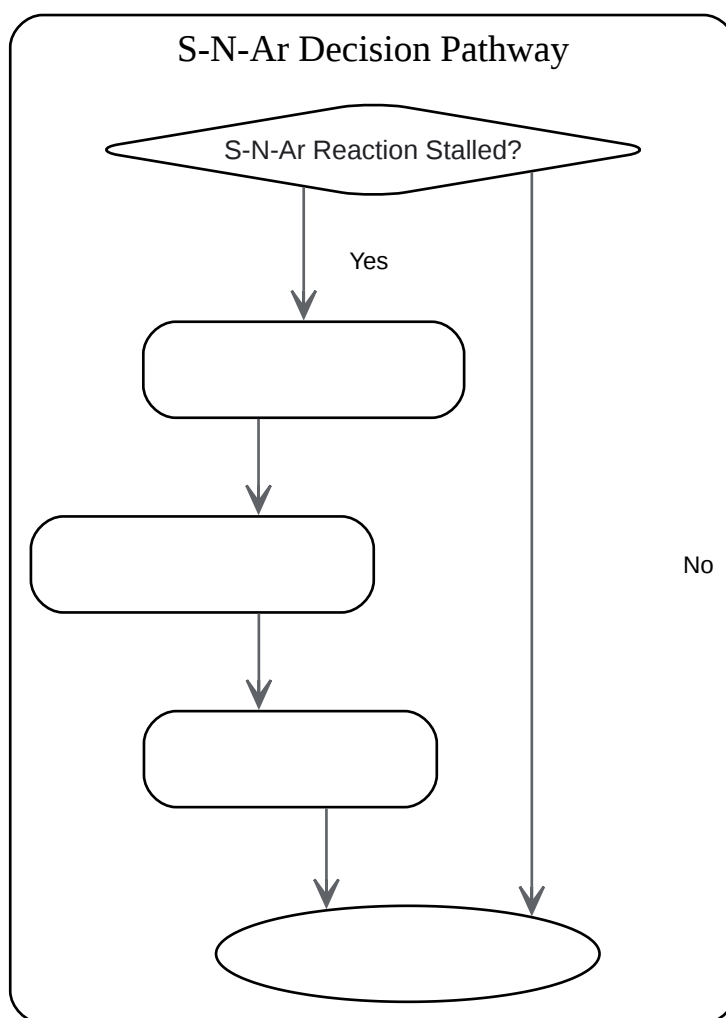 S-N-Ar Decision Pathway
S-N-Ar Reaction Stalled?
Yes
No